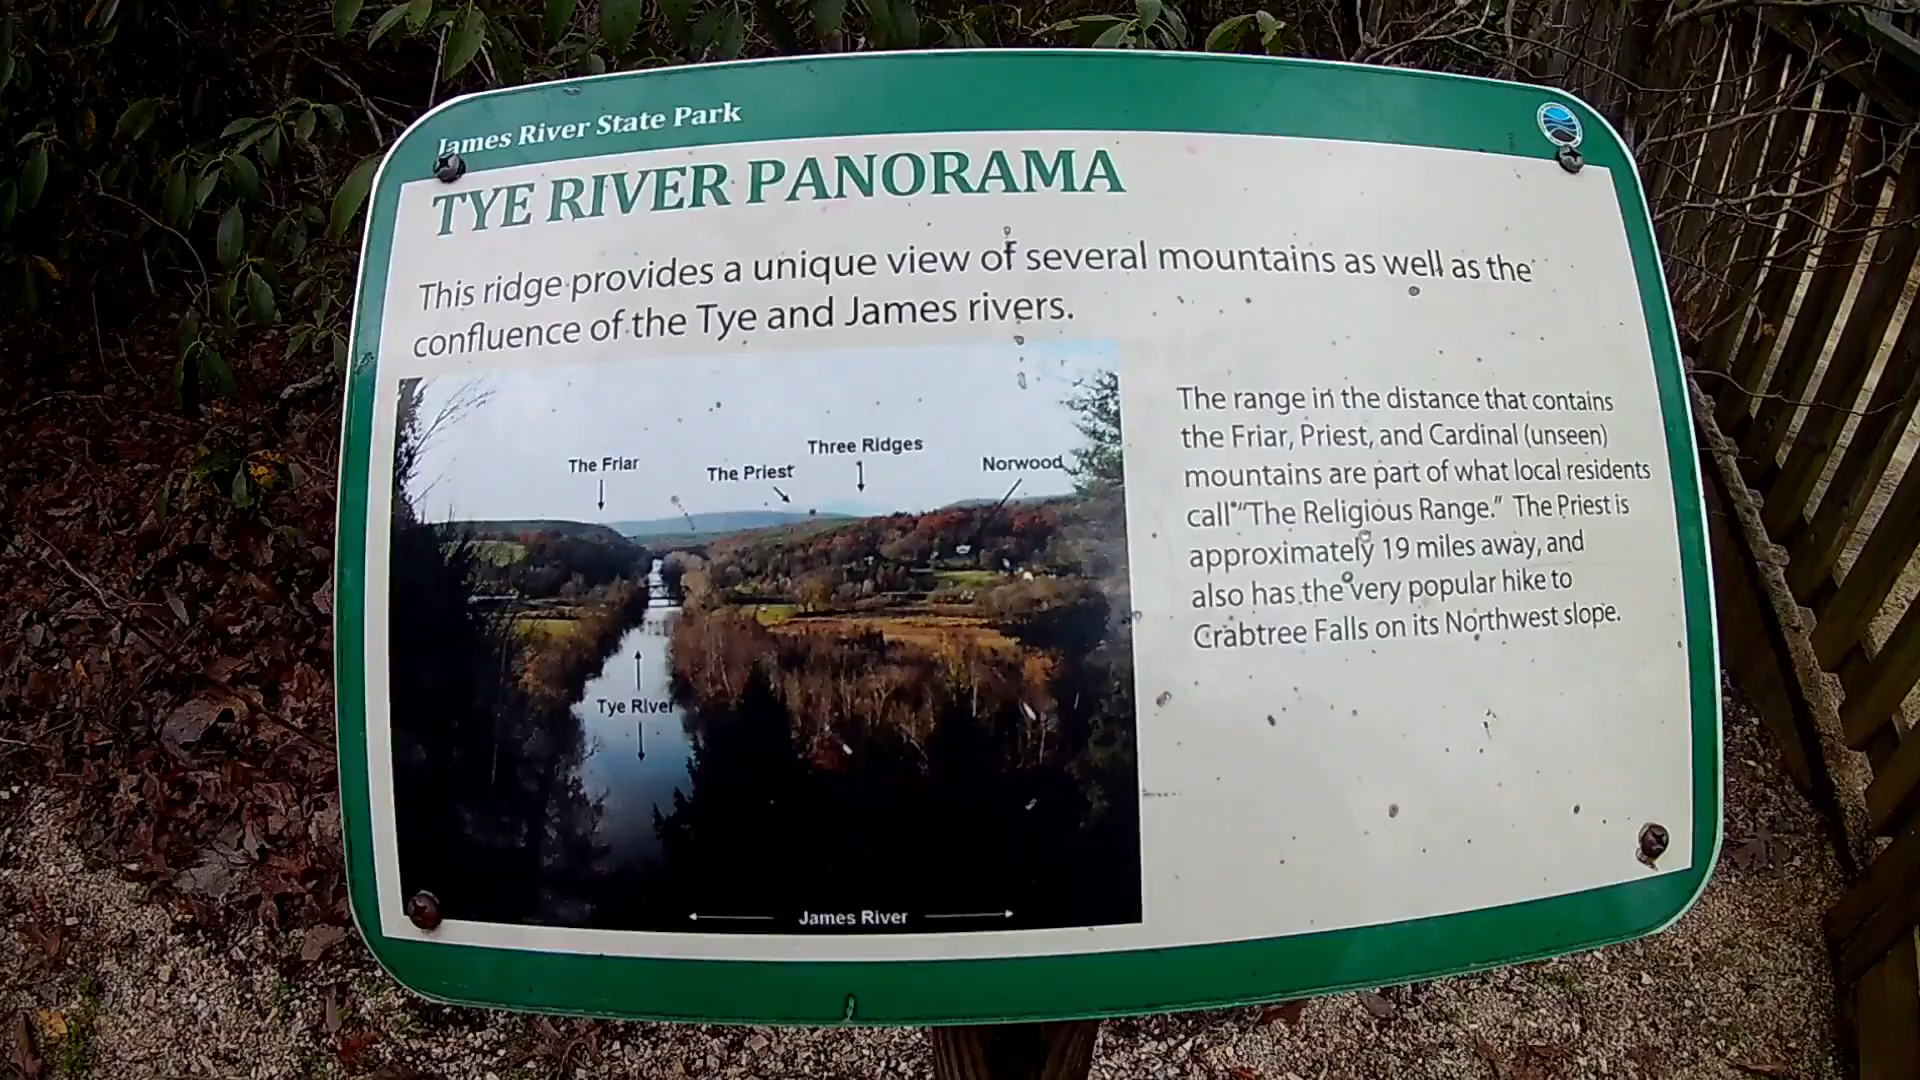 James River State Park
TYE RIVER PANORAMA
This ridge provides a unique view of several mountains as well as the
confluence of the Tye and James rivers.
The Friar
The Priest
Three Ridges
Norwood
Tye River
James River
The range in the distance that contains
the Friar, Priest, and Cardinal (unseen)
mountains are part of what local residents
call "The Religious Range." The Priest is
approximately 19 miles away, and
also has the very popular hike to
Crabtree Falls on its Northwest slope.